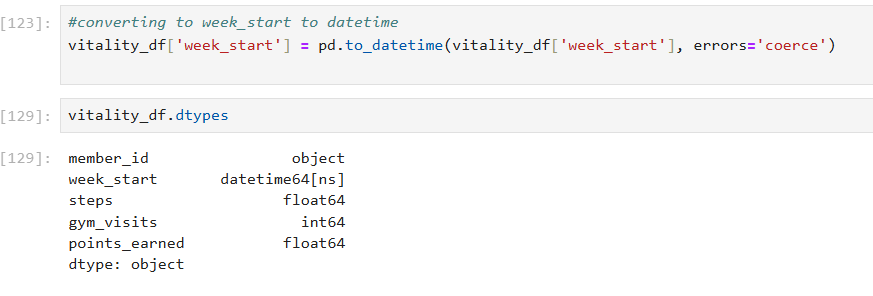 [123]: #converting to week_start to datetime
vitality_df['week_start'] = pd.to_datetime(vitality_df['week_start'], errors='coerce')
[129]: vitality_df.dtypes
[129]: member_id object
week_start datetime64[ns]
steps float64
gym_visits int64
points_earned float64
dtype: object